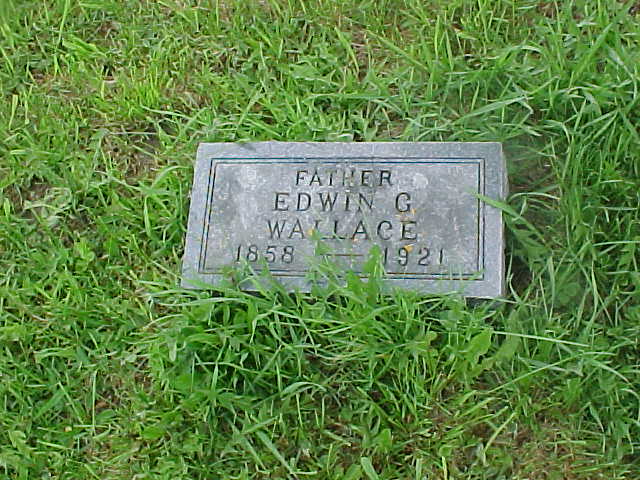 FATHER
EDWIN G
WALLACE
1858 — 1921